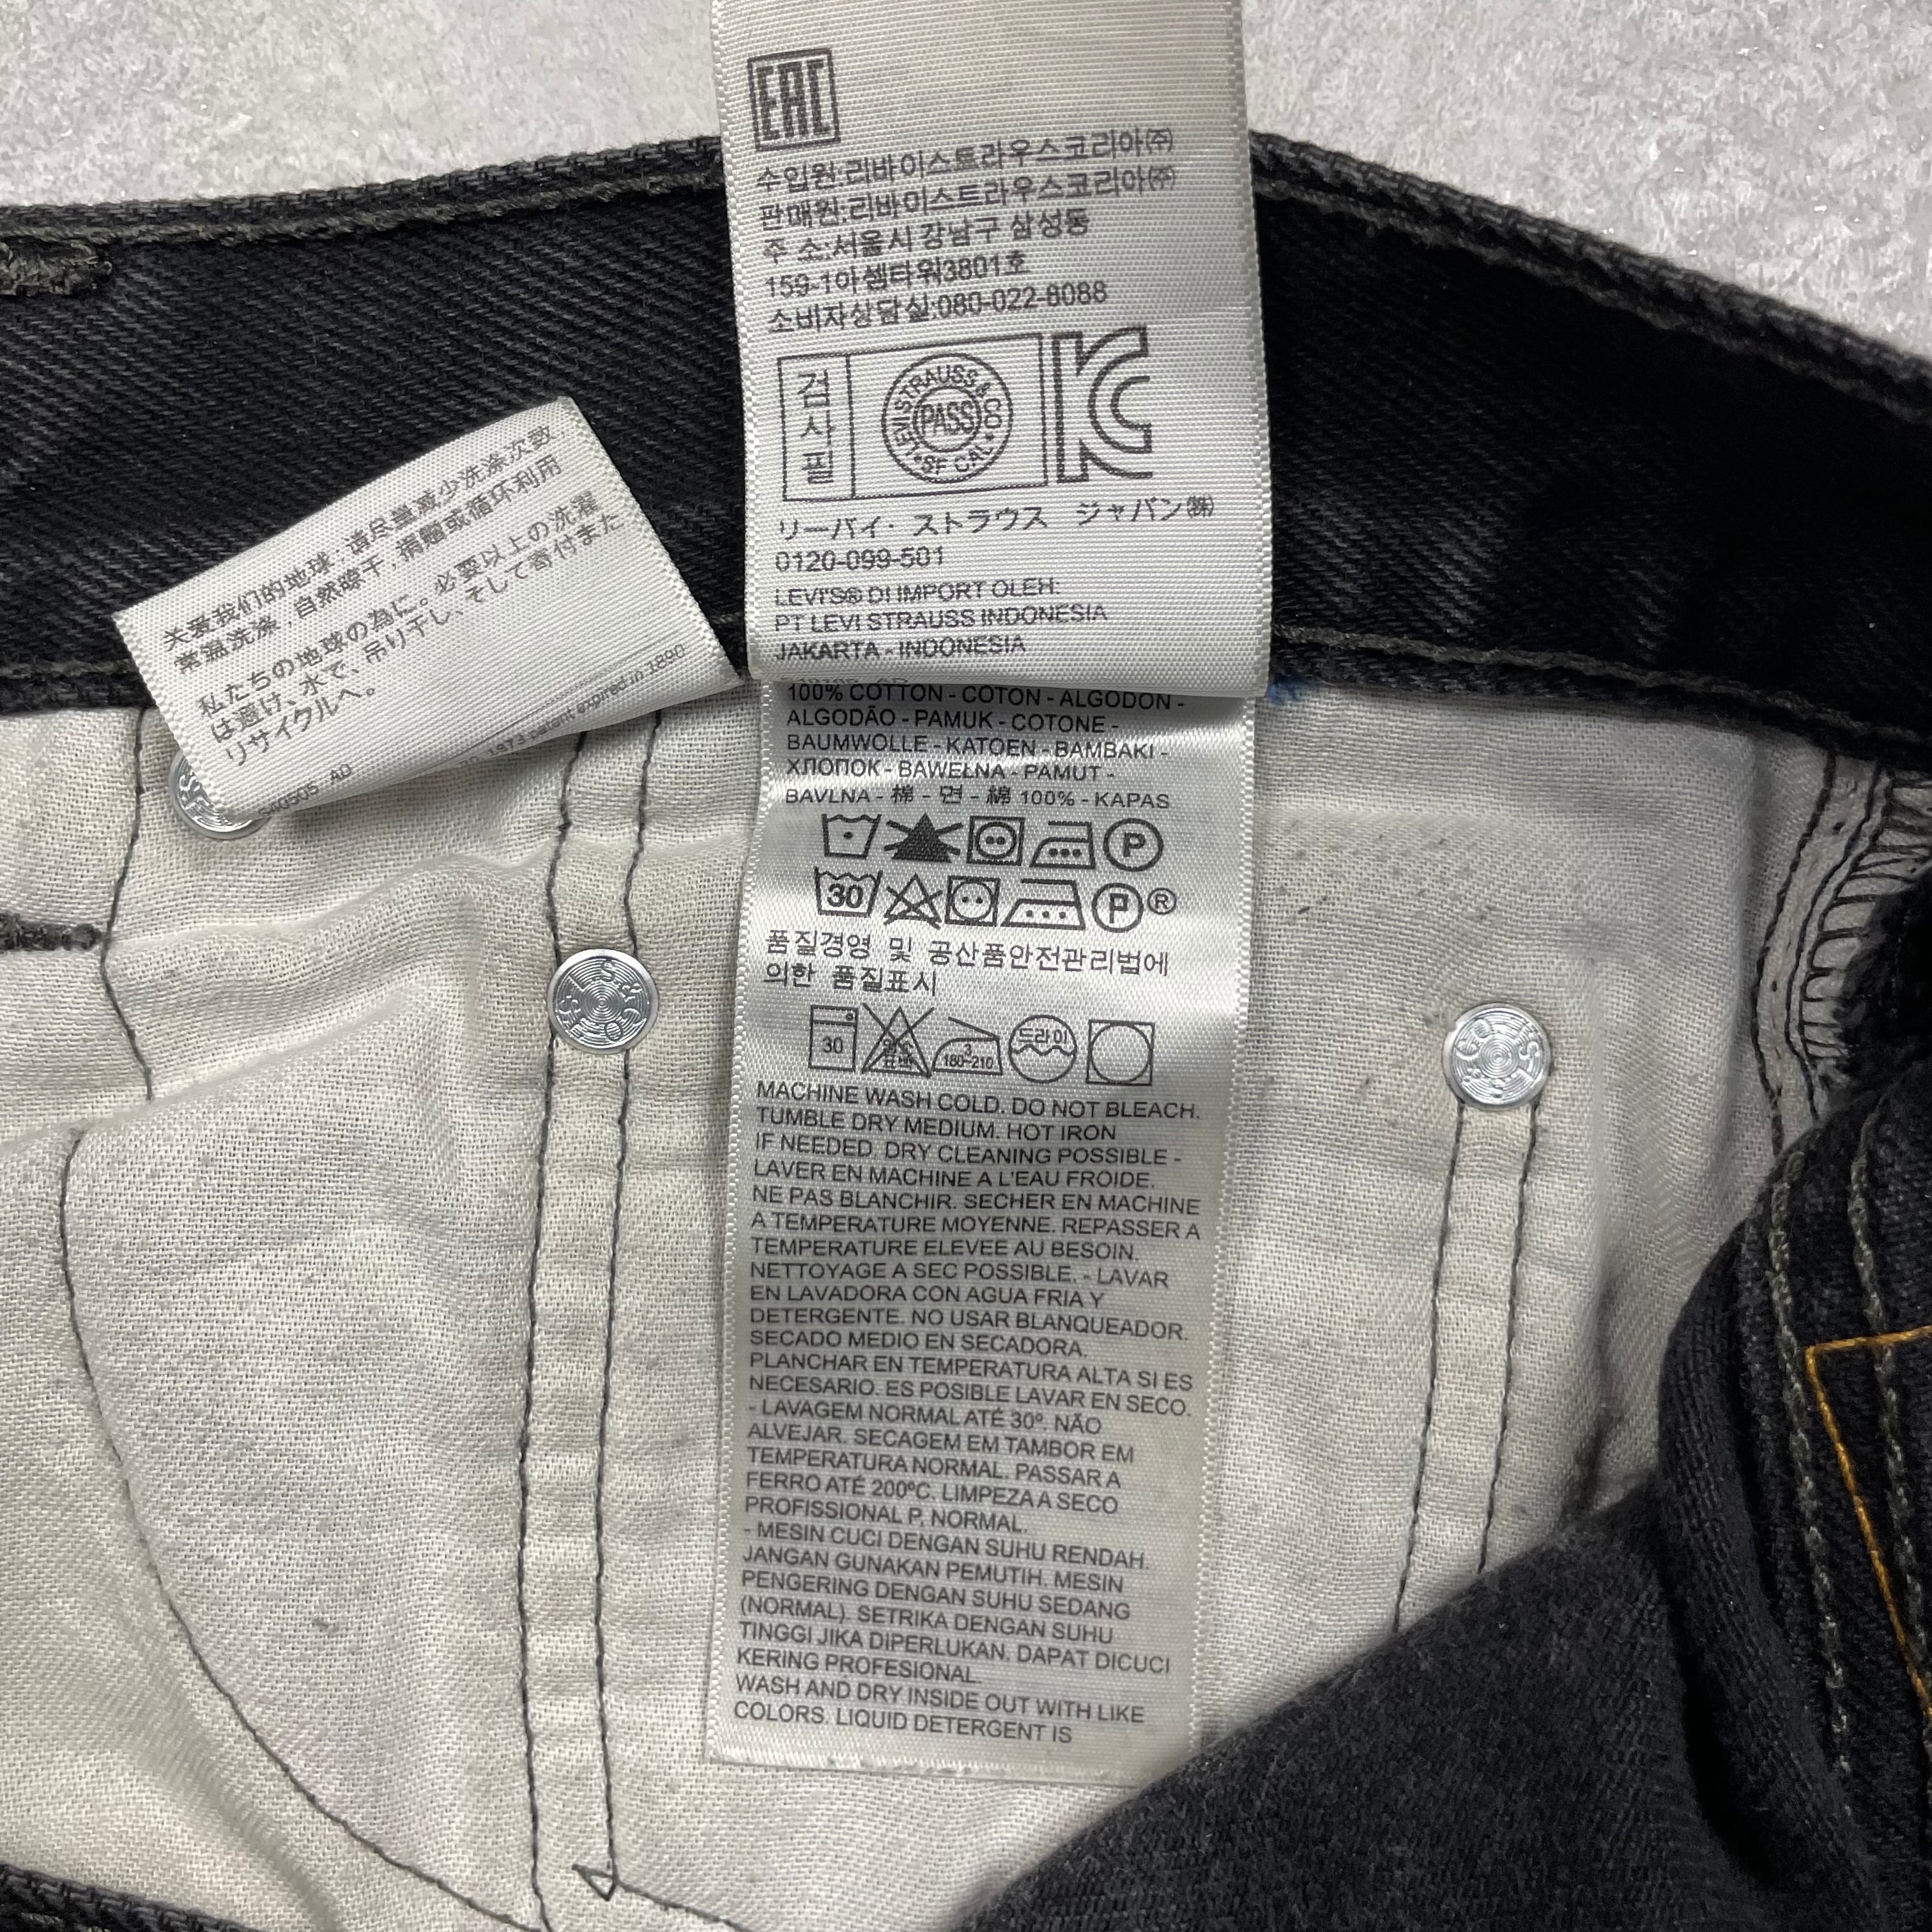 EAC
수입원:리바이스트라우스코리아㈜
판매원:리바이스트라우스코리아㈜
주 소:서울시 강남구 삼성동
159-1아셈타워3801호
소비자상담실:080-022-8088
검사필
LEVI STRAUSS & CO
PASS
SF CAL
リーバイ・ストラウス ジャパン㈱
0120-099-501
LEVI'S® DI IMPORT OLEH:
PT LEVI STRAUSS INDONESIA
JAKARTA - INDONESIA
关爱我们的地球,请尽量减少洗涤次数,
常温洗涤,自然晾干,捐赠或循环利用
私たちの地球の為に。必要以上の洗濯
は避け、水で、吊り干し、そして寄付また
リサイクルへ。
1873 patent expired in 1890
AD
100% COTTON - COTON - ALGODON -
ALGODÃO - PAMUK - COTONE -
BAUMWOLLE - KATOEN - BAMBAKI -
ХЛОПОК - BAWEŁNA - PAMUT -
BAVLNA - 棉 - 면 - 綿 100% - KAPAS
P
30 P ®
품질경영 및 공산품안전관리법에
의한 품질표시
30 3 180~210 드라이
MACHINE WASH COLD. DO NOT BLEACH.
TUMBLE DRY MEDIUM. HOT IRON
IF NEEDED. DRY CLEANING POSSIBLE -
LAVER EN MACHINE A L'EAU FROIDE.
NE PAS BLANCHIR. SECHER EN MACHINE
A TEMPERATURE MOYENNE. REPASSER A
TEMPERATURE ELEVEE AU BESOIN.
NETTOYAGE A SEC POSSIBLE. - LAVAR
EN LAVADORA CON AGUA FRIA Y
DETERGENTE. NO USAR BLANQUEADOR.
SECADO MEDIO EN SECADORA.
PLANCHAR EN TEMPERATURA ALTA SI ES
NECESARIO. ES POSIBLE LAVAR EN SECO.
- LAVAGEM NORMAL ATÉ 30º. NÃO
ALVEJAR. SECAGEM EM TAMBOR EM
TEMPERATURA NORMAL. PASSAR A
FERRO ATÉ 200ºC. LIMPEZA A SECO
PROFISSIONAL P, NORMAL.
- MESIN CUCI DENGAN SUHU RENDAH.
JANGAN GUNAKAN PEMUTIH. MESIN
PENGERING DENGAN SUHU SEDANG
(NORMAL). SETRIKA DENGAN SUHU
TINGGI JIKA DIPERLUKAN. DAPAT DICUCI
KERING PROFESIONAL.
WASH AND DRY INSIDE OUT WITH LIKE
COLORS. LIQUID DETERGENT IS